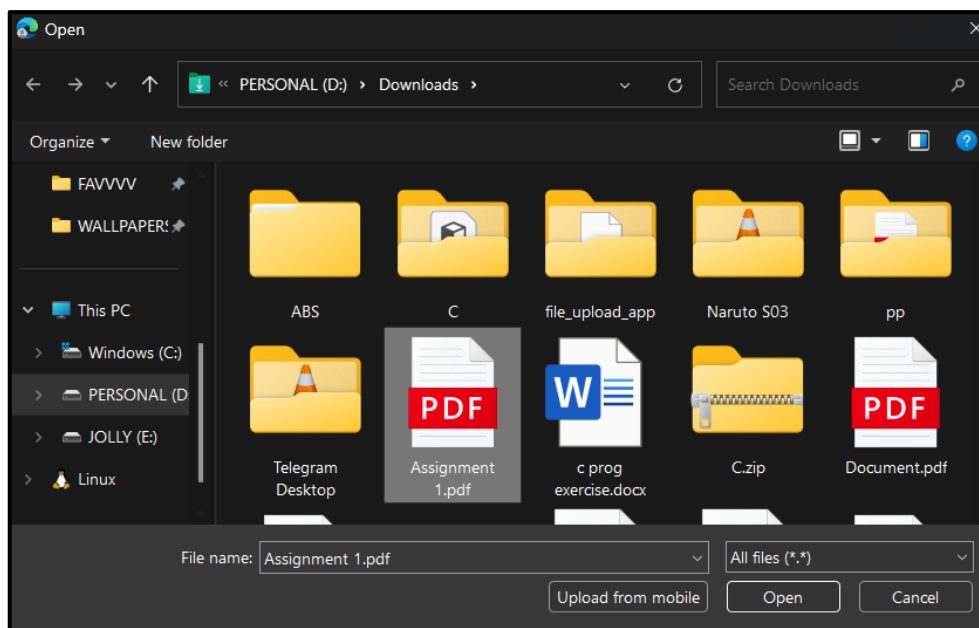 Open
« PERSONAL (D:) › Downloads ›
Search Downloads
Organize
New folder
FAVVVV
WALLPAPERS
This PC
Windows (C:)
PERSONAL (D
JOLLY (E:)
Linux
ABS
C
file_upload_app
Naruto S03
pp
Telegram
Desktop
PDF
Assignment
1.pdf
W
c prog
exercise.docx
C.zip
PDF
Document.pdf
File name:
Assignment 1.pdf
All files (*.*)
Upload from mobile
Open
Cancel